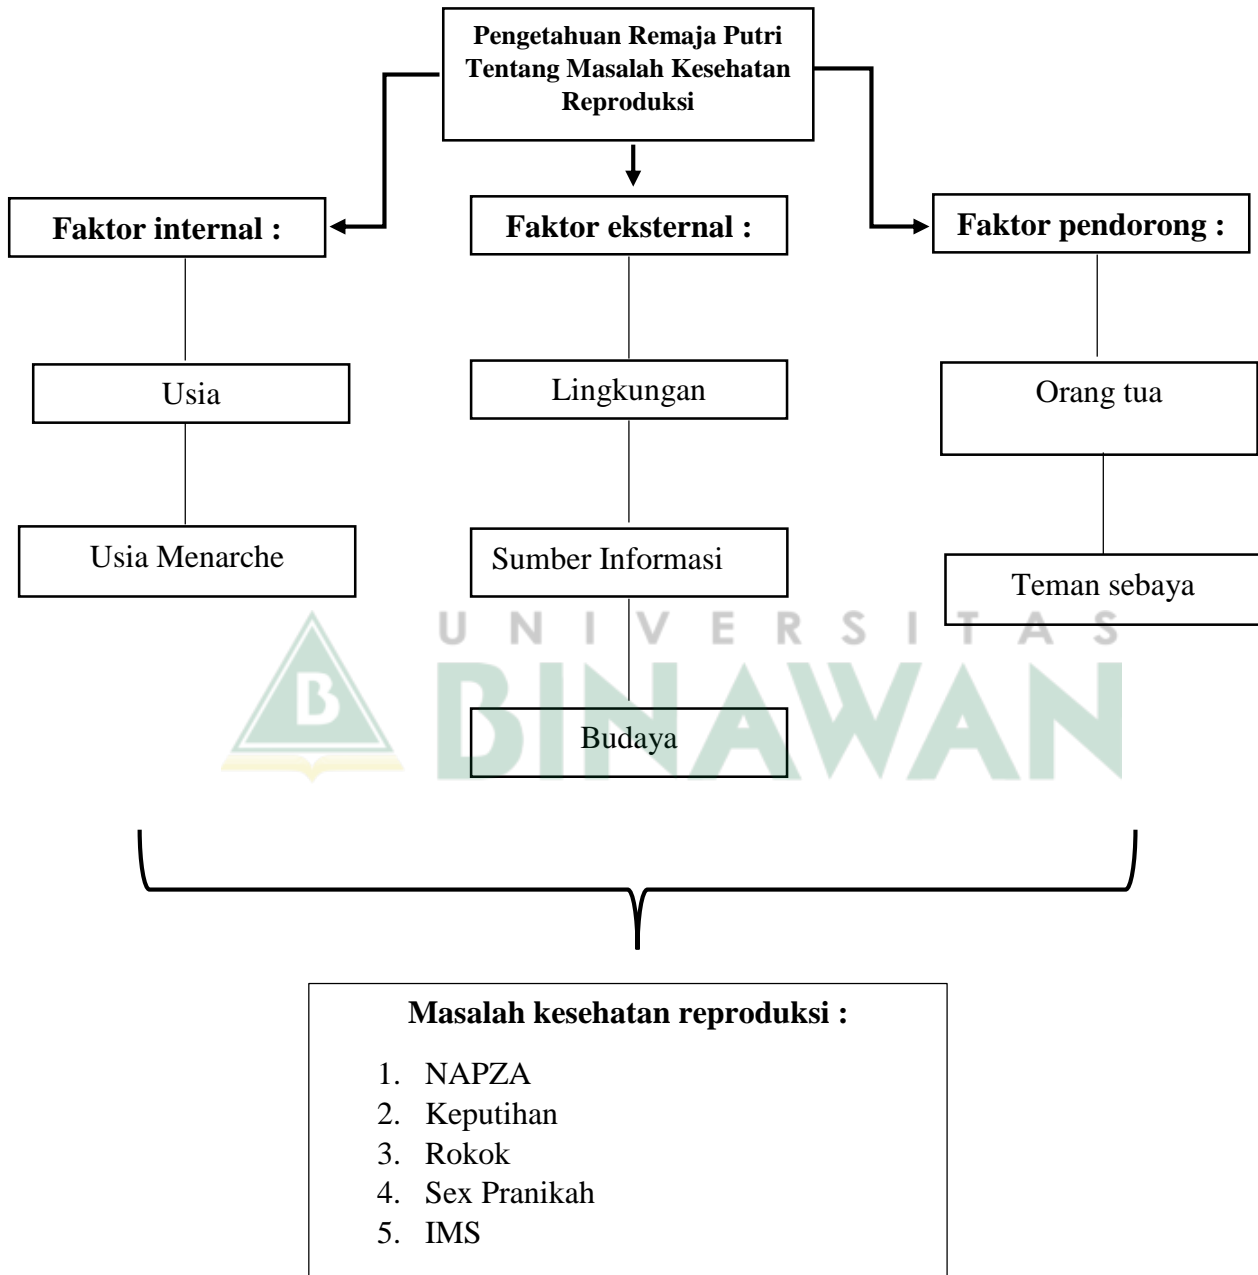 Pengetahuan Remaja Putri
Tentang Masalah Kesehatan
Reproduksi
Faktor internal :
Faktor eksternal :
Faktor pendorong :
Usia
Lingkungan
Orang tua
Usia Menarche
Sumber Informasi
Teman sebaya
UNIVERSITAS
B BINAWAN
Budaya
Masalah kesehatan reproduksi :
1. NAPZA
2. Keputihan
3. Rokok
4. Sex Pranikah
5. IMS